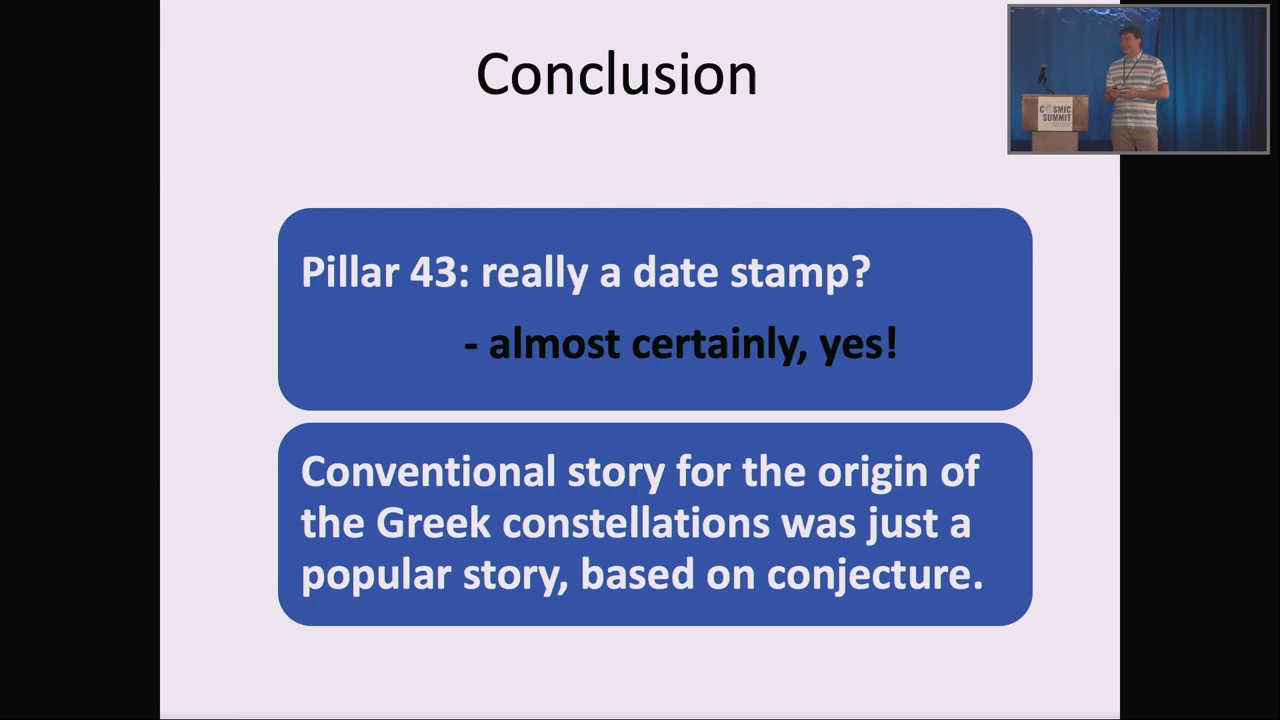 Conclusion
COSMIC
SUMMIT
Pillar 43: really a date stamp?
- almost certainly, yes!
Conventional story for the origin of
the Greek constellations was just a
popular story, based on conjecture.